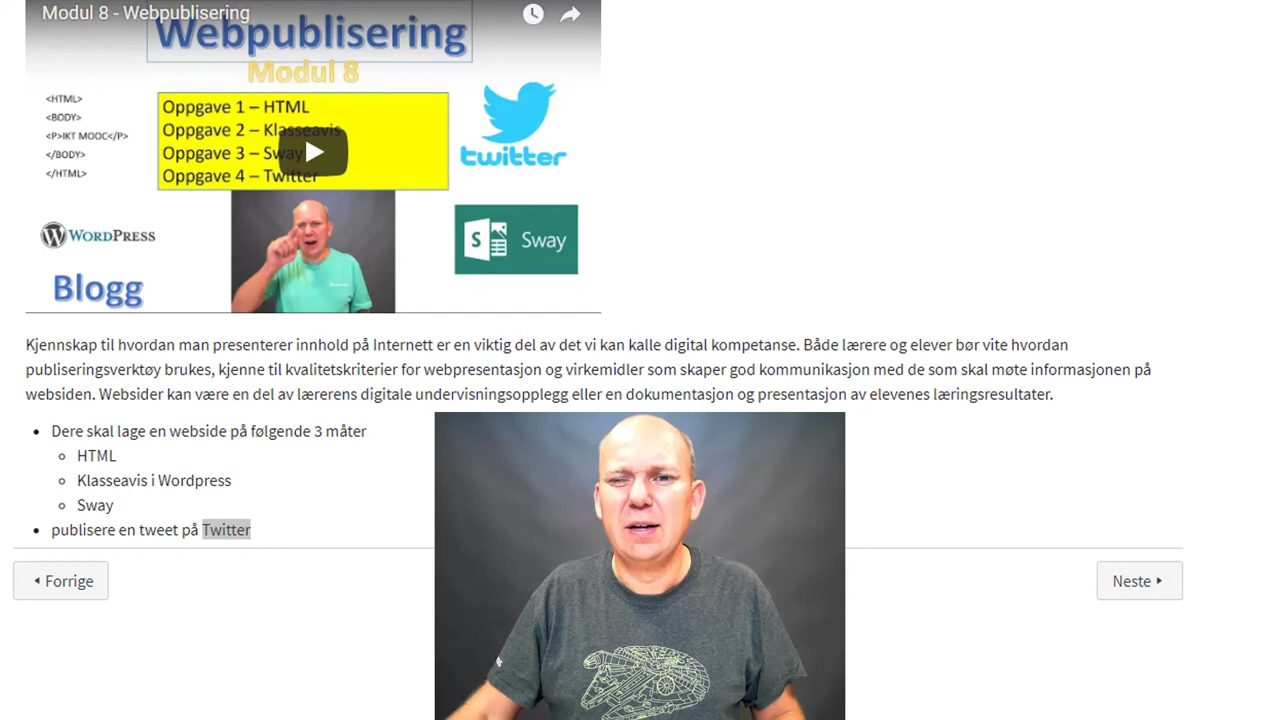 Modul 8 - Webpublisering
Webpublisering
Modul 8
<HTML>
<BODY>
<P>IKT MOOC</P>
</BODY>
</HTML>
Oppgave 1 – HTML
Oppgave 2 – Klasseavis
Oppgave 3 – Sway
Oppgave 4 – Twitter
twitter
WORDPRESS
Blogg
S
Sway
Kjennskap til hvordan man presenterer innhold på Internett er en viktig del av det vi kan kalle digital kompetanse. Både lærere og elever bør vite hvordan
publiseringsverktøy brukes, kjenne til kvalitetskriterier for webpresentasjon og virkemidler som skaper god kommunikasjon med de som skal møte informasjonen på
websiden. Websider kan være en del av lærerens digitale undervisningsopplegg eller en dokumentasjon og presentasjon av elevenes læringsresultater.
Dere skal lage en webside på følgende 3 måter
HTML
Klasseavis i Wordpress
Sway
publisere en tweet på Twitter
Forrige
Neste